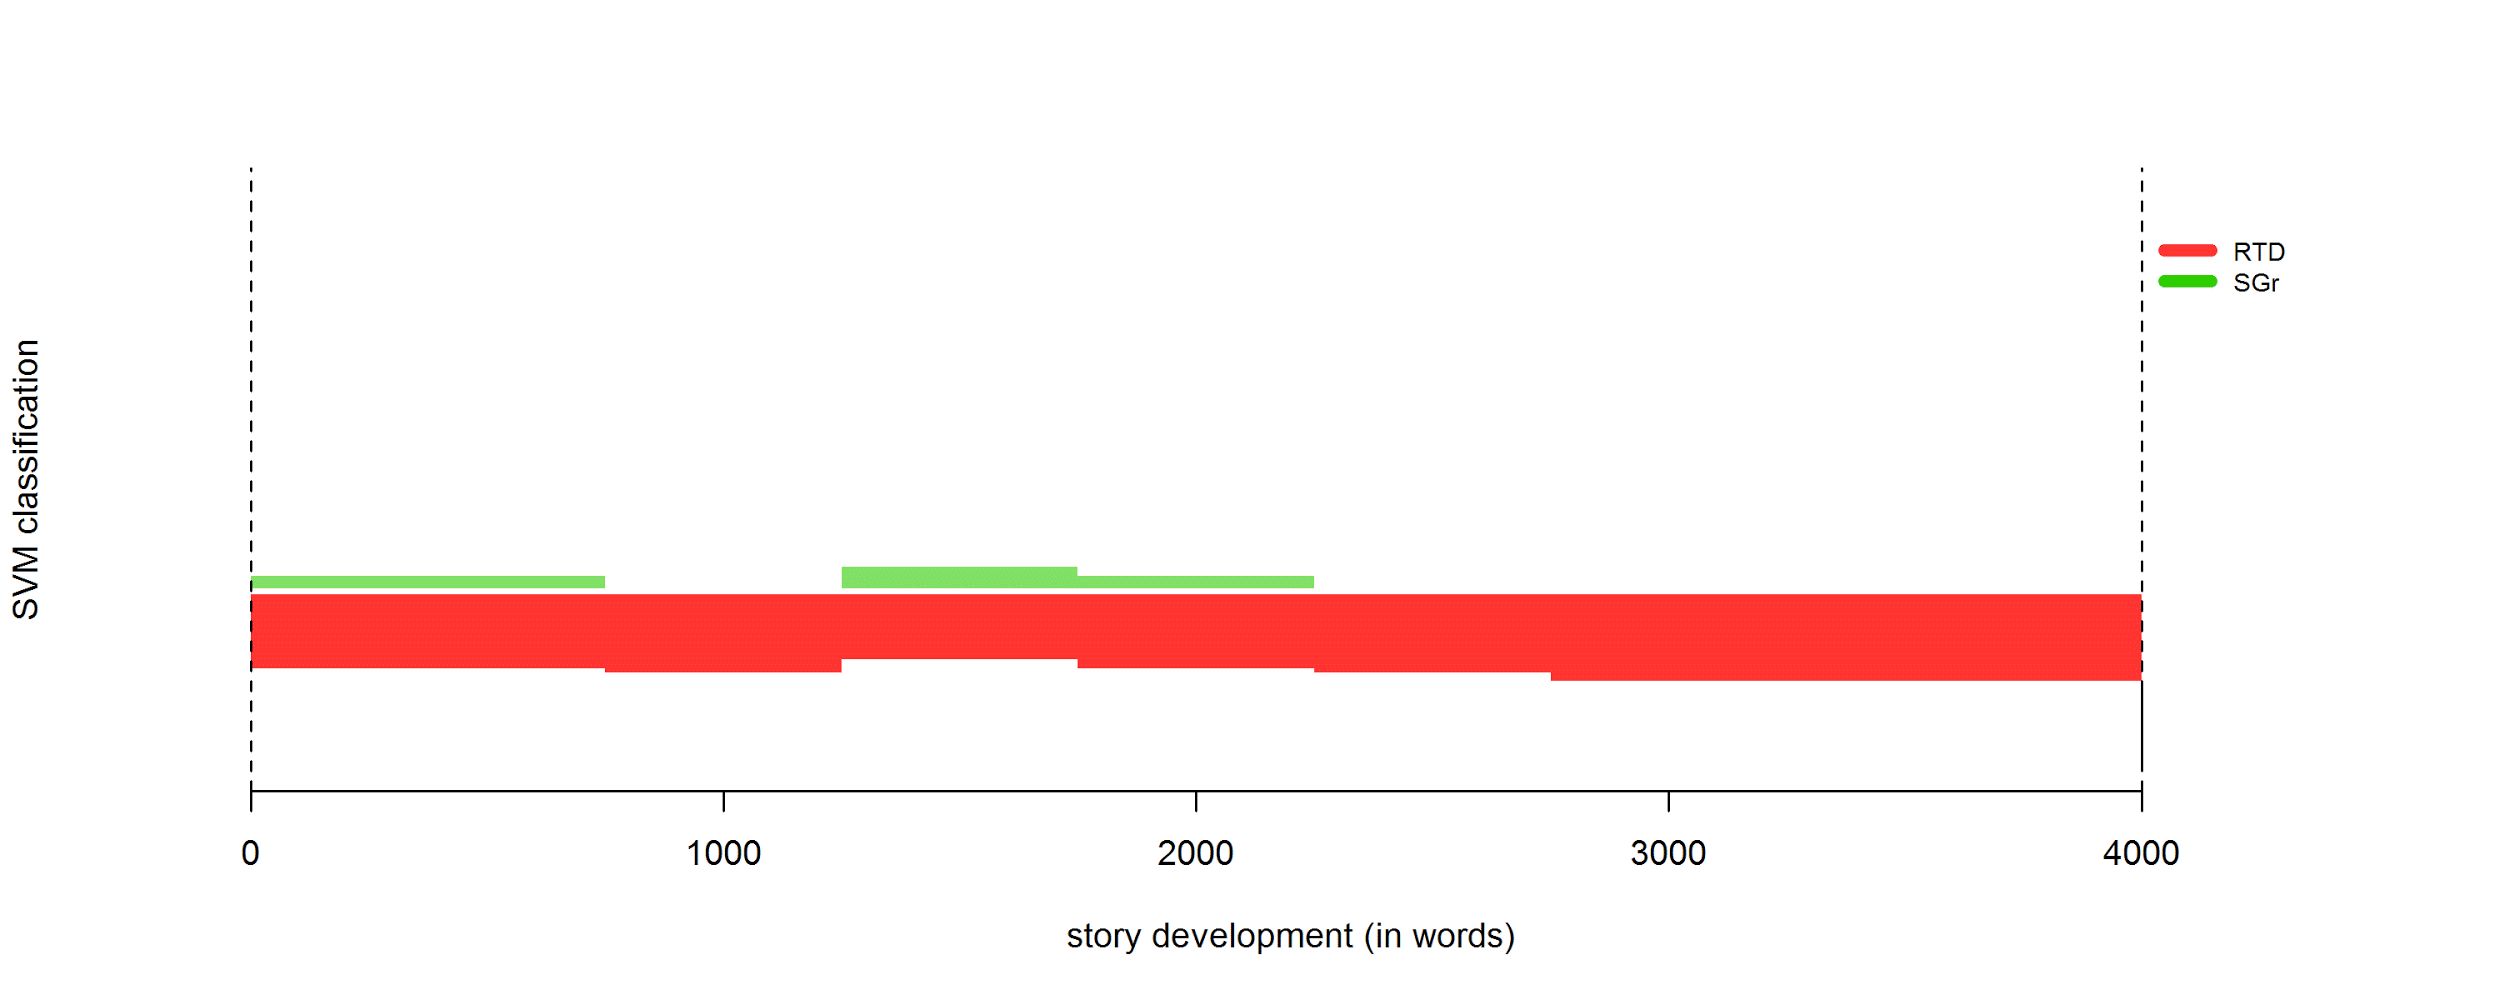 SVM classification
RTD
SGr
0 1000 2000 3000 4000
story development (in words)